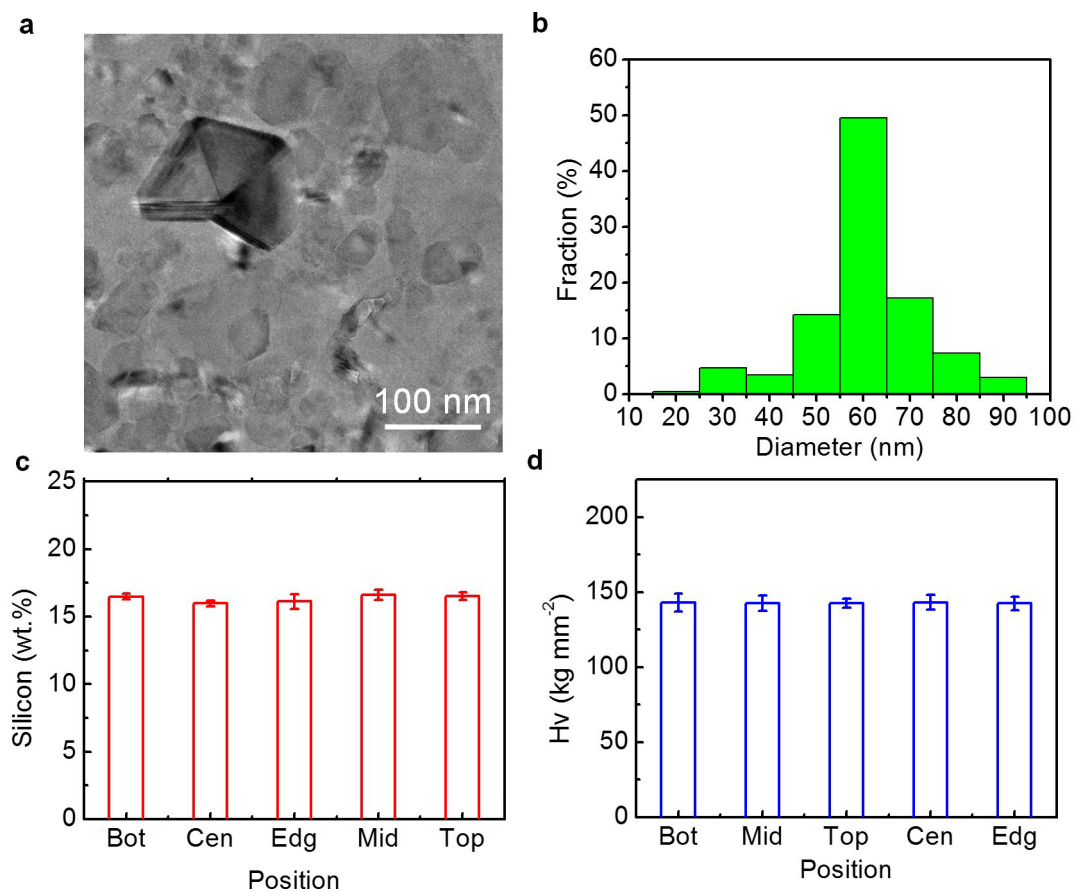 a
100 nm
b
60
50
40
30
20
10
0
Fraction (%)
10 20 30 40 50 60 70 80 90 100
Diameter (nm)
c
25
20
15
10
5
0
Silicon (wt.%)
Bot Cen Edg Mid Top
Position
d
200
150
100
50
0
Hv (kg mm⁻²)
Bot Mid Top Cen Edg
Position